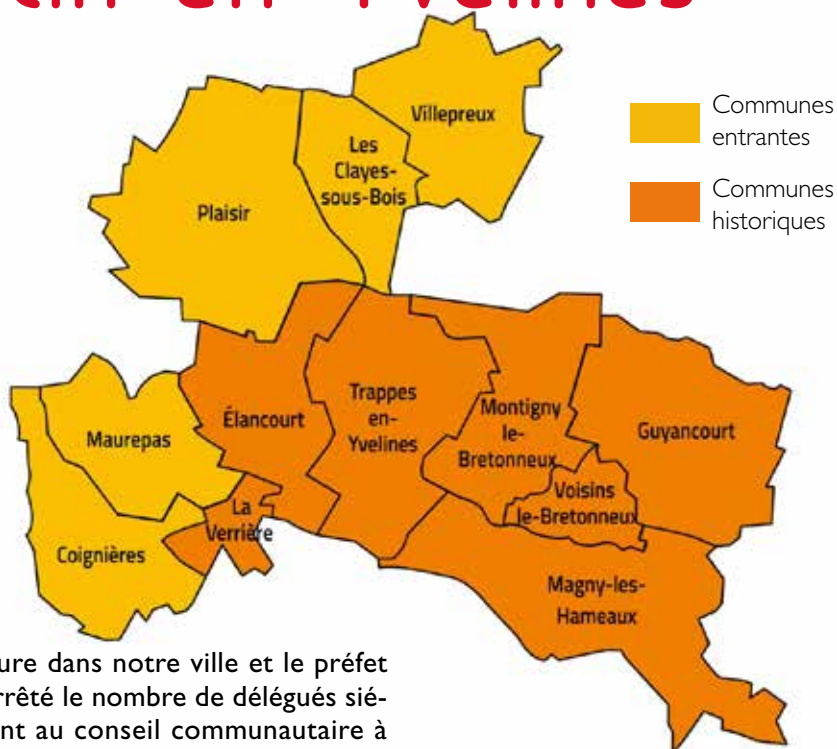 en Yvelines
Villepreux
Communes
entrantes
Les
Clayes-
sous-Bois
Communes
historiques
Plaisir
Élancourt
Trappes
en-
Yvelines
Montigny
le-
Bretonneux
Guyancourt
Maurepas
Voisins
le-Bretonneux
La
Verrière
Coignières
Magny-les-
Hameaux
ure dans notre ville et le préfet
rrêté le nombre de délégués sié-
nt au conseil communautaire à